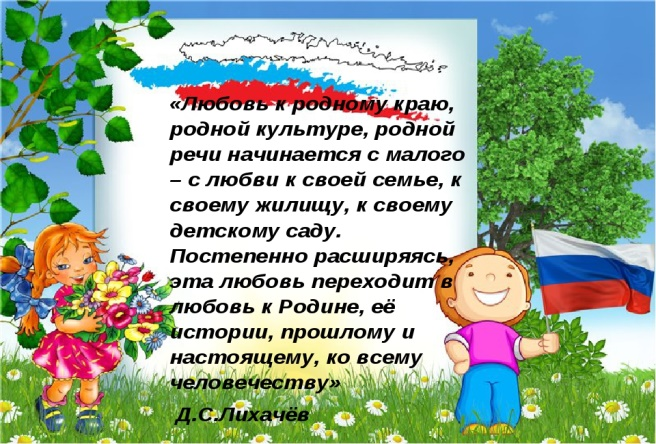 «Любовь к родному краю,
родной культуре, родной
речи начинается с малого
– с любви к своей семье, к
своему жилищу, к своему
детскому саду.
Постепенно расширяясь,
эта любовь переходит в
любовь к Родине, её
истории, прошлому и
настоящему, ко всему
человечеству»
Д.С.Лихачёв